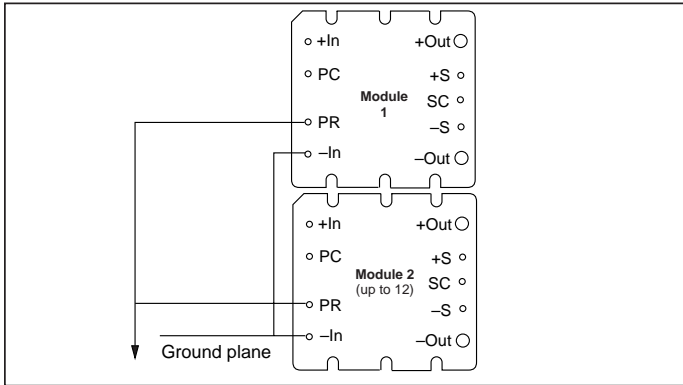 +In +Out
PC +S
Module
1
SC
PR –S
–In –Out
+In +Out
PC +S
Module 2
(up to 12)
SC
PR –S
–In –Out
Ground plane